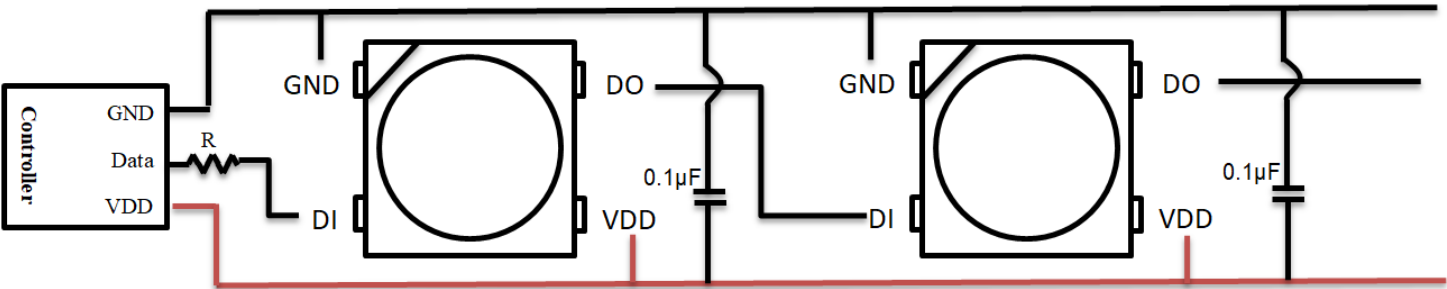 Controller
GND
Data
VDD
R
GND
DI
DO
VDD
0.1µF
GND
DI
DO
VDD
0.1µF